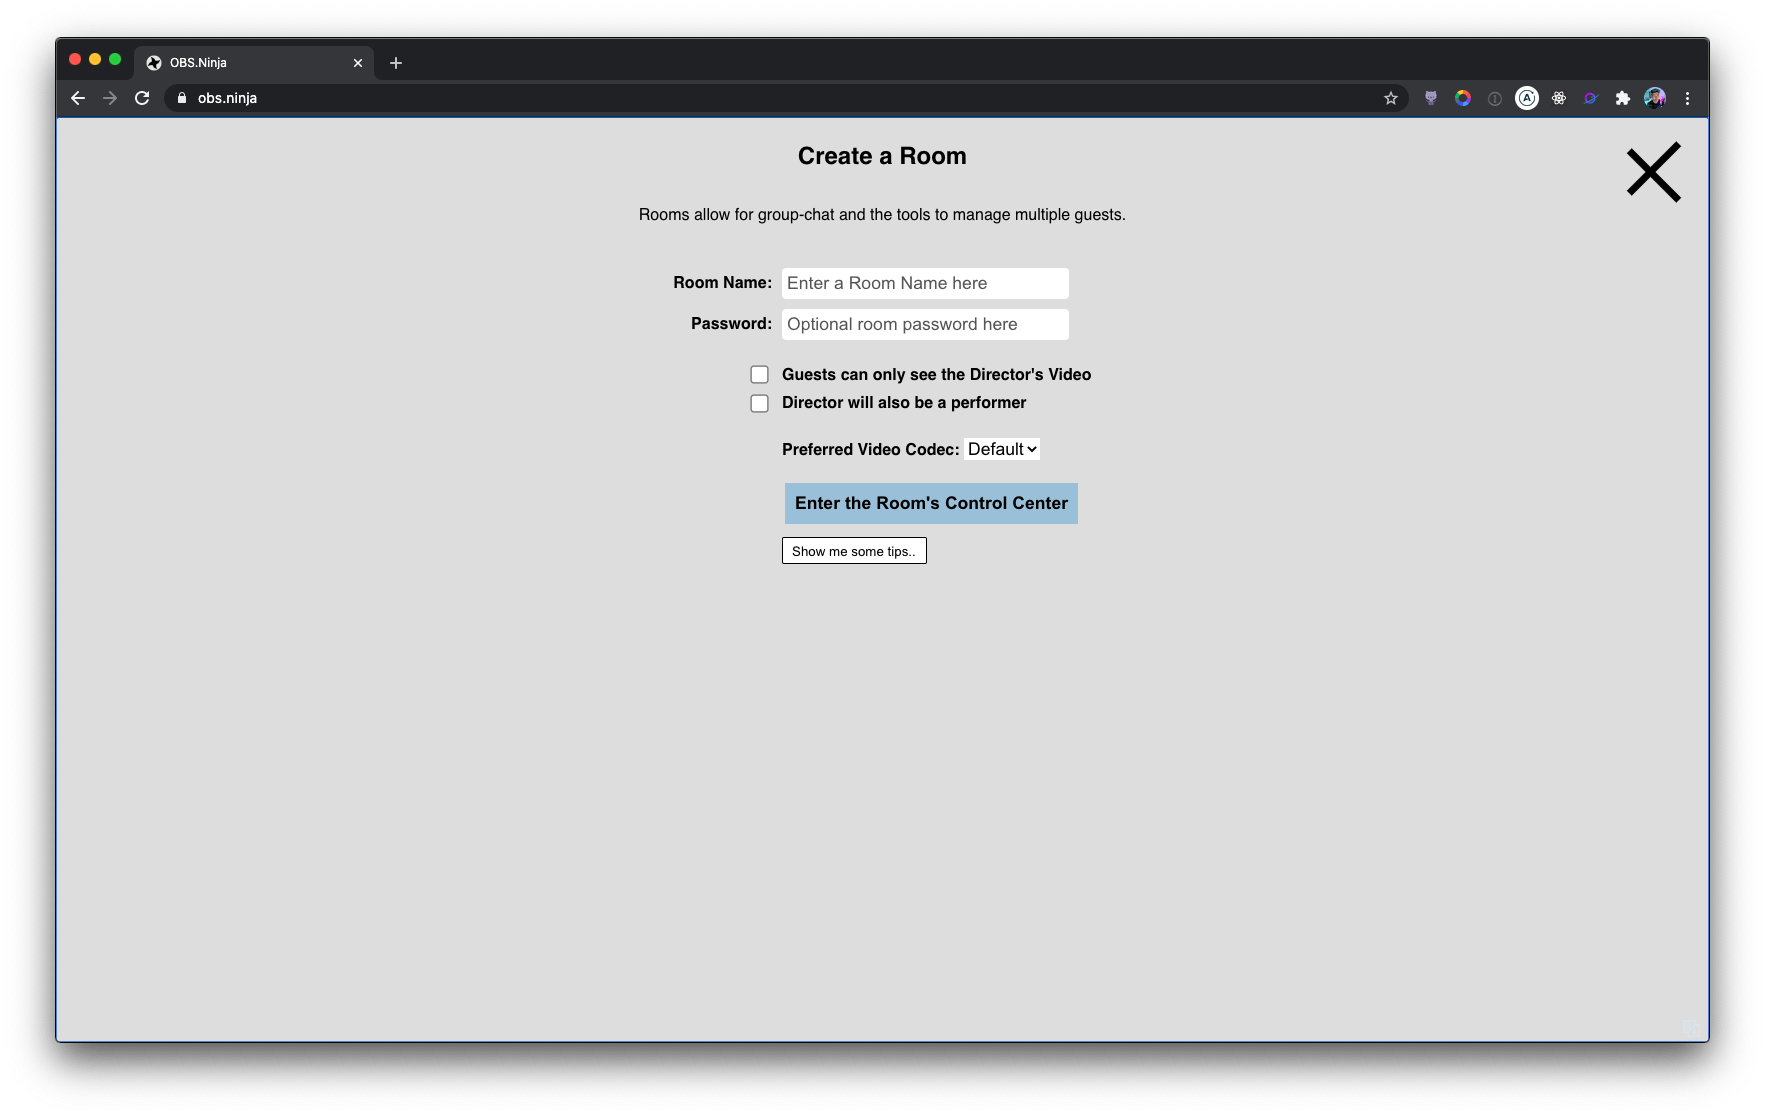 OBS.Ninja
obs.ninja
Create a Room
Rooms allow for group-chat and the tools to manage multiple guests.
Room Name: Enter a Room Name here
Password: Optional room password here
Guests can only see the Director's Video
Director will also be a performer
Preferred Video Codec: Default
Enter the Room's Control Center
Show me some tips..